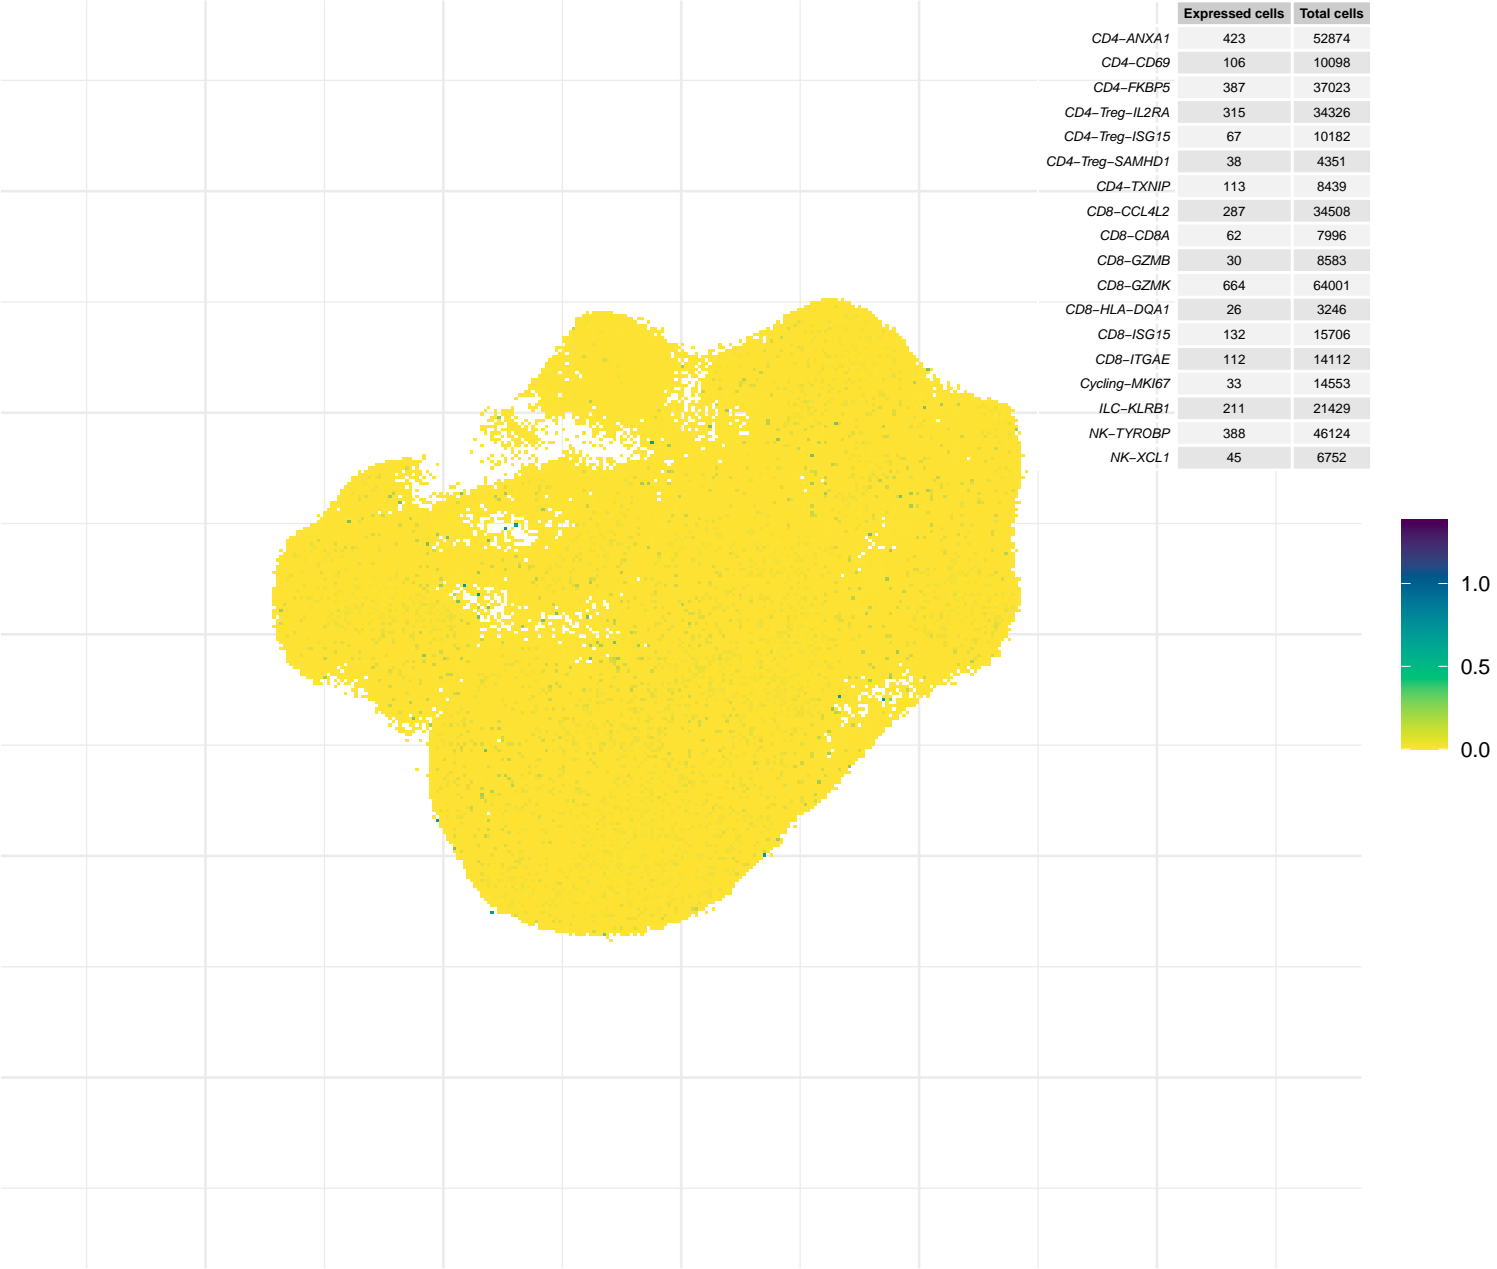 Expressed cells Total cells
CD4−ANXA1 423 52874
CD4−CD69 106 10098
CD4−FKBP5 387 37023
CD4−Treg−IL2RA 315 34326
CD4−Treg−ISG15 67 10182
CD4−Treg−SAMHD1 38 4351
CD4−TXNIP 113 8439
CD8−CCL4L2 287 34508
CD8−CD8A 62 7996
CD8−GZMB 30 8583
CD8−GZMK 664 64001
CD8−HLA−DQA1 26 3246
CD8−ISG15 132 15706
CD8−ITGAE 112 14112
Cycling−MKI67 33 14553
ILC−KLRB1 211 21429
NK−TYROBP 388 46124
NK−XCL1 45 6752
1.0
0.5
0.0